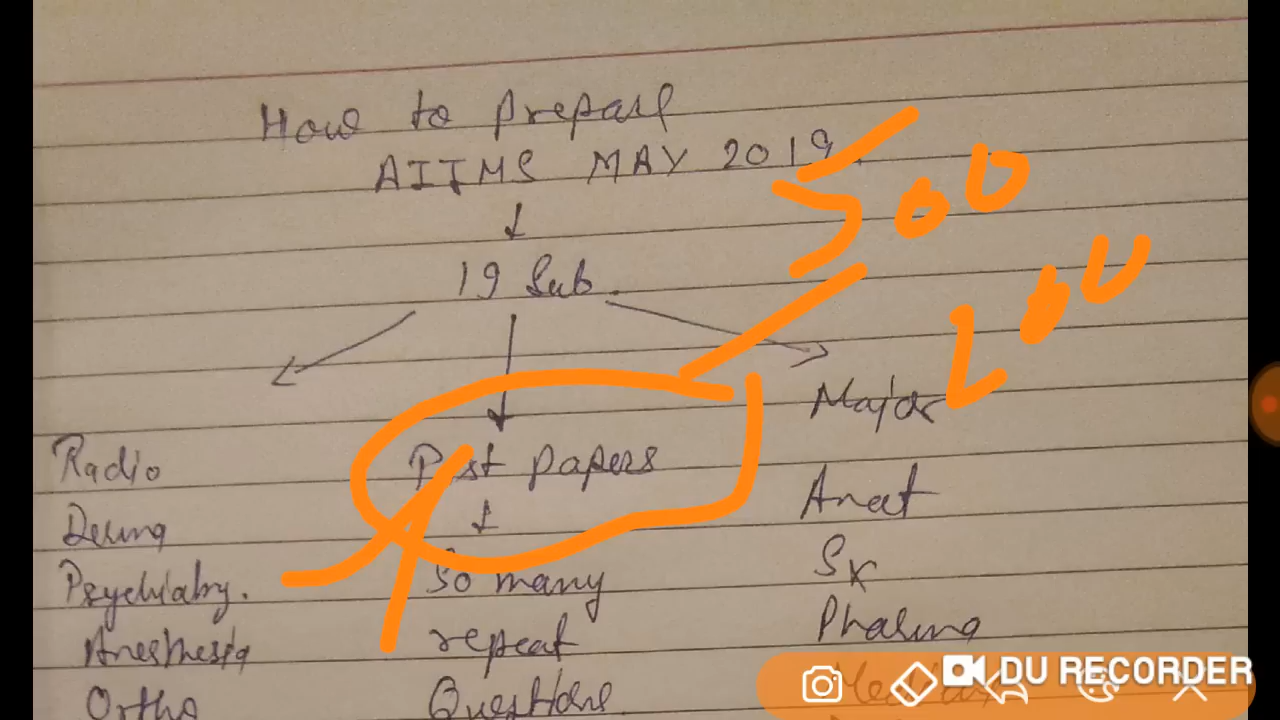 How to prepare
AIIMS MAY 2019.
300
↓
19 Sub.
200
Radio
Derma
Psychiatry.
Anesthesia
Ortho
Past papers
↓
So many
repeat
Questions
Major
Anat
Sx
Pharma
DU RECORDER